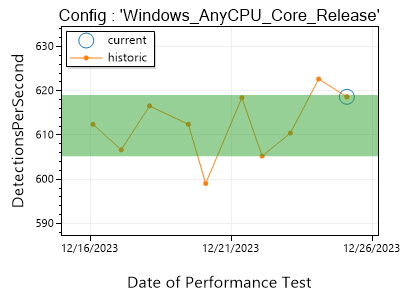 Config : 'Windows_AnyCPU_Core_Release'
current
historic
630
620
610
600
590
DetectionsPerSecond
12/16/2023
12/21/2023
12/26/2023
Date of Performance Test